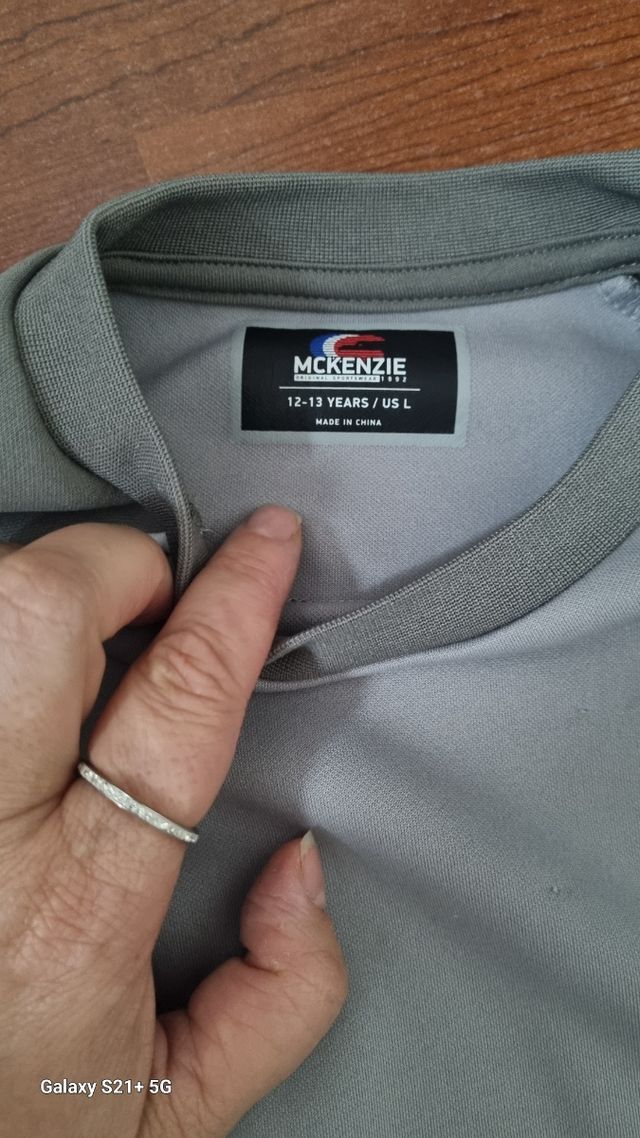 MCKENZIE
ORIGINAL SPORTSWEAR 1992
12-13 YEARS / US L
MADE IN CHINA
Galaxy S21+ 5G